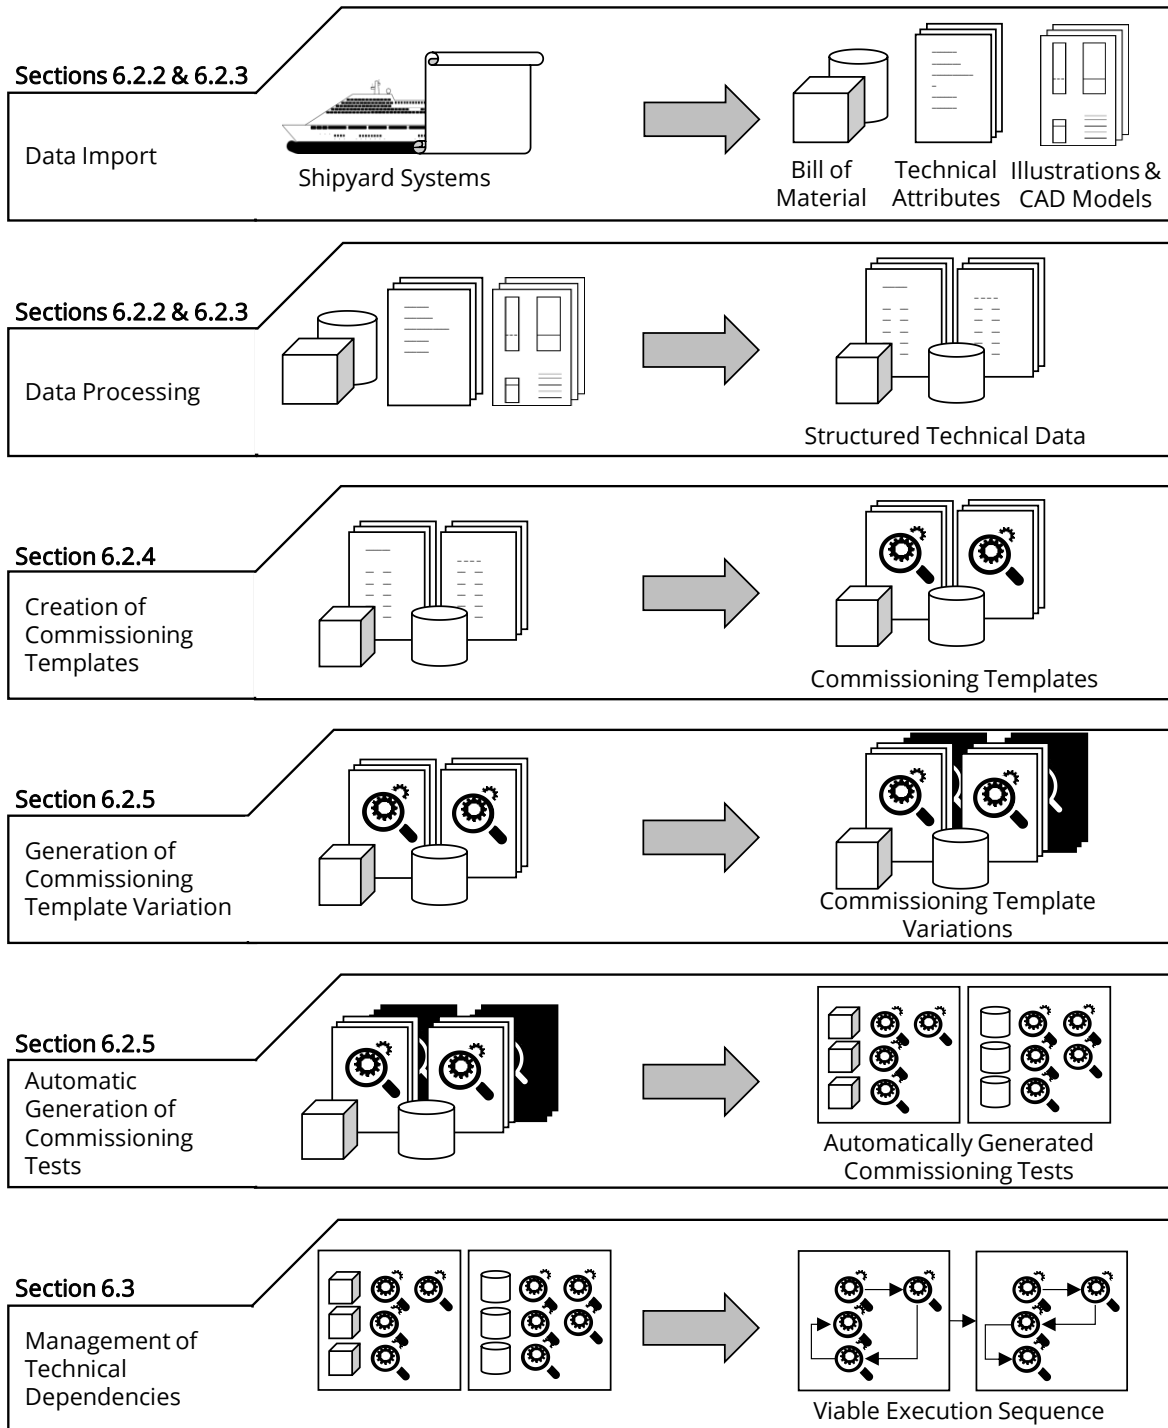 Sections 6.2.2 & 6.2.3
Data Import
Shipyard Systems
Bill of
Material
Technical
Attributes
Illustrations &
CAD Models
Sections 6.2.2 & 6.2.3
Data Processing
Structured Technical Data
Section 6.2.4
Creation of
Commissioning
Templates
Commissioning Templates
Section 6.2.5
Generation of
Commissioning
Template Variation
Commissioning Template
Variations
Section 6.2.5
Automatic
Generation of
Commissioning
Tests
Automatically Generated
Commissioning Tests
Section 6.3
Management of
Technical
Dependencies
Viable Execution Sequence